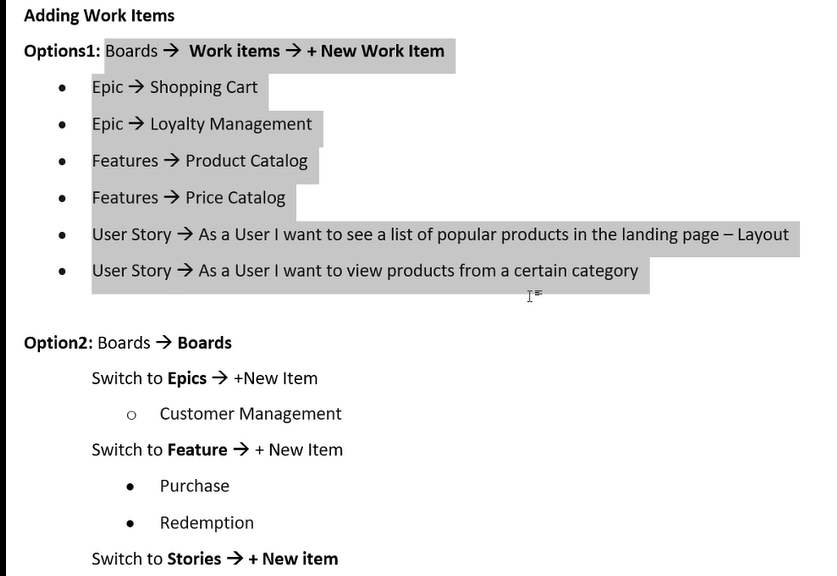 Adding Work Items
Options1: Boards → Work items → + New Work Item
● Epic → Shopping Cart
● Epic → Loyalty Management
● Features → Product Catalog
● Features → Price Catalog
● User Story → As a User I want to see a list of popular products in the landing page – Layout
● User Story → As a User I want to view products from a certain category
Option2: Boards → Boards
Switch to Epics → +New Item
○ Customer Management
Switch to Feature → + New Item
● Purchase
● Redemption
Switch to Stories → + New item